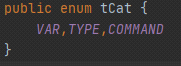 public enum tCat {
VAR,TYPE,COMMAND
}